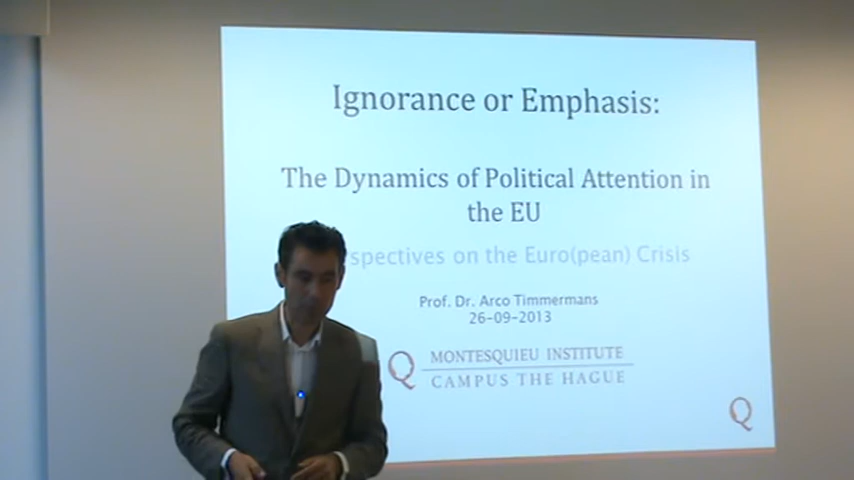 Ignorance or Emphasis:
The Dynamics of Political Attention in
the EU
spectives on the Euro(pean) Crisis
Prof. Dr. Arco Timmermans
26-09-2013
MONTESQUIEU INSTITUTE
CAMPUS THE HAGUE